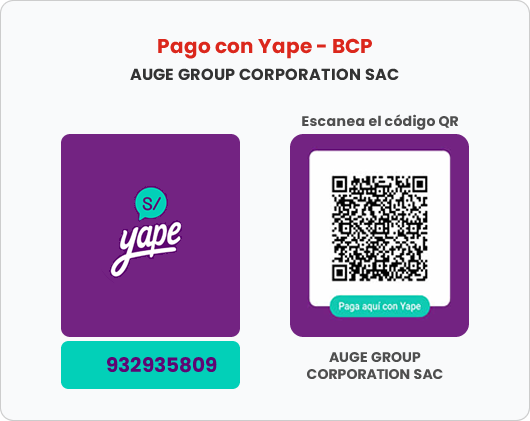 Pago con Yape - BCP
AUGE GROUP CORPORATION SAC
Escanea el código QR
S/
yape
Paga aquí con Yape
932935809
AUGE GROUP
CORPORATION SAC